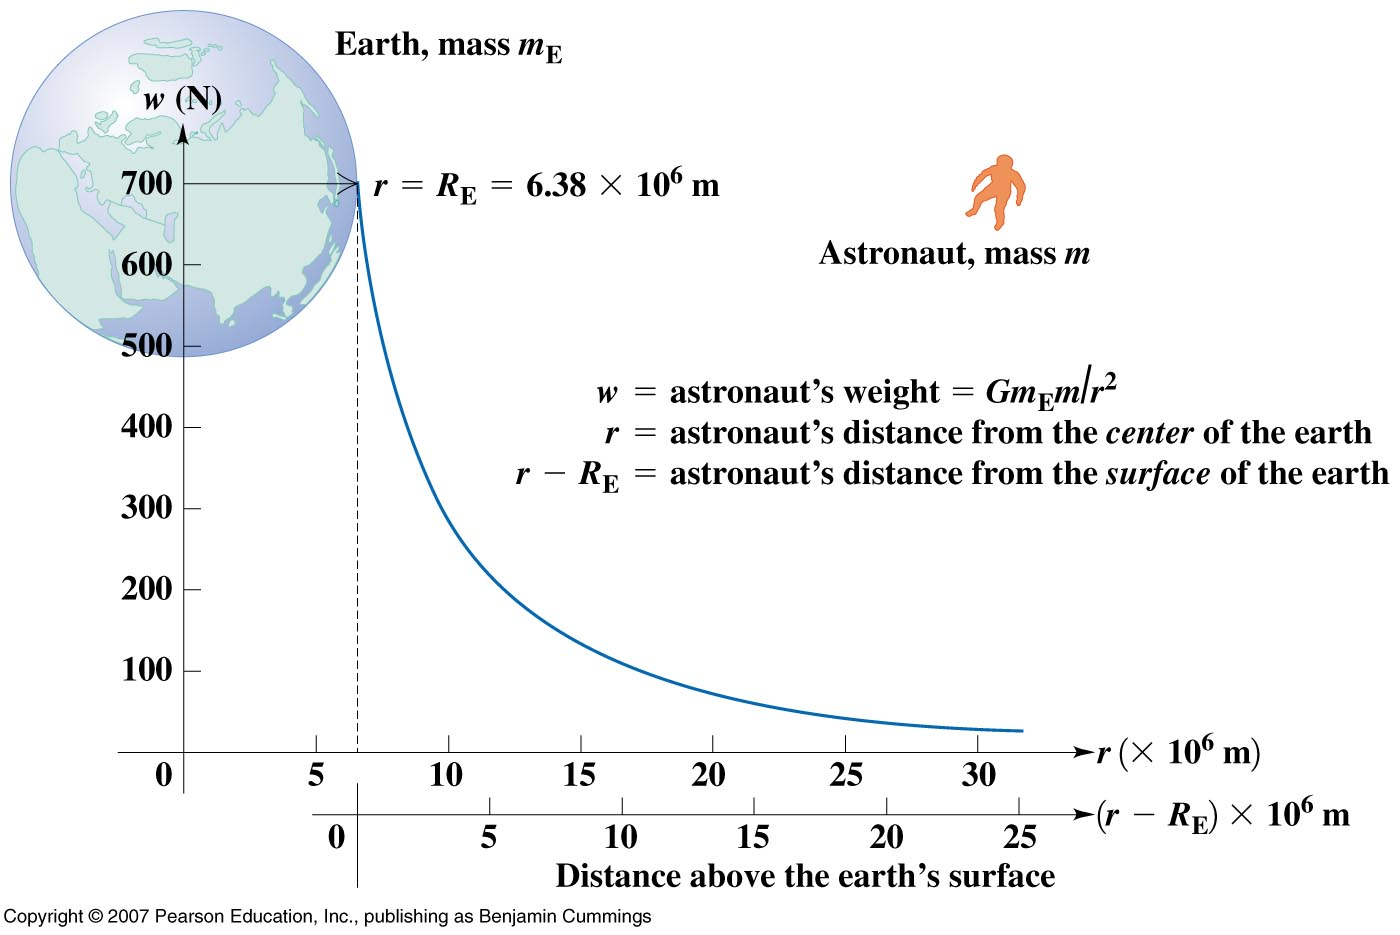 Earth, mass mE
w (N)
700
r = RE = 6.38 × 10⁶ m
600
Astronaut, mass m
500
w = astronaut's weight = GmEm/r²
400
r = astronaut's distance from the center of the earth
r − RE = astronaut's distance from the surface of the earth
300
200
100
0 5 10 15 20 25 30 r (× 10⁶ m)
0 5 10 15 20 25 (r − RE) × 10⁶ m
Distance above the earth's surface
Copyright © 2007 Pearson Education, Inc., publishing as Benjamin Cummings